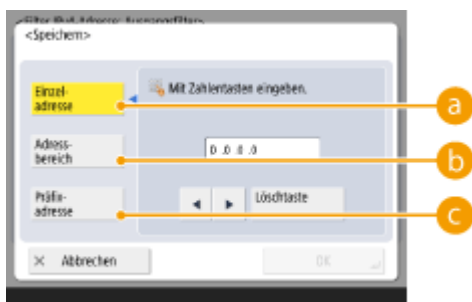 <Filter IPv4-Adresse: Ausgangsfilter>
<Speichern>
Einzel-
adresse
Mit Zahlentasten eingeben.
a
Adress-
bereich
0 .0 .0 .0
b
Präfix-
adresse
◀ ▶ Löschtaste
c
× Abbrechen
OK